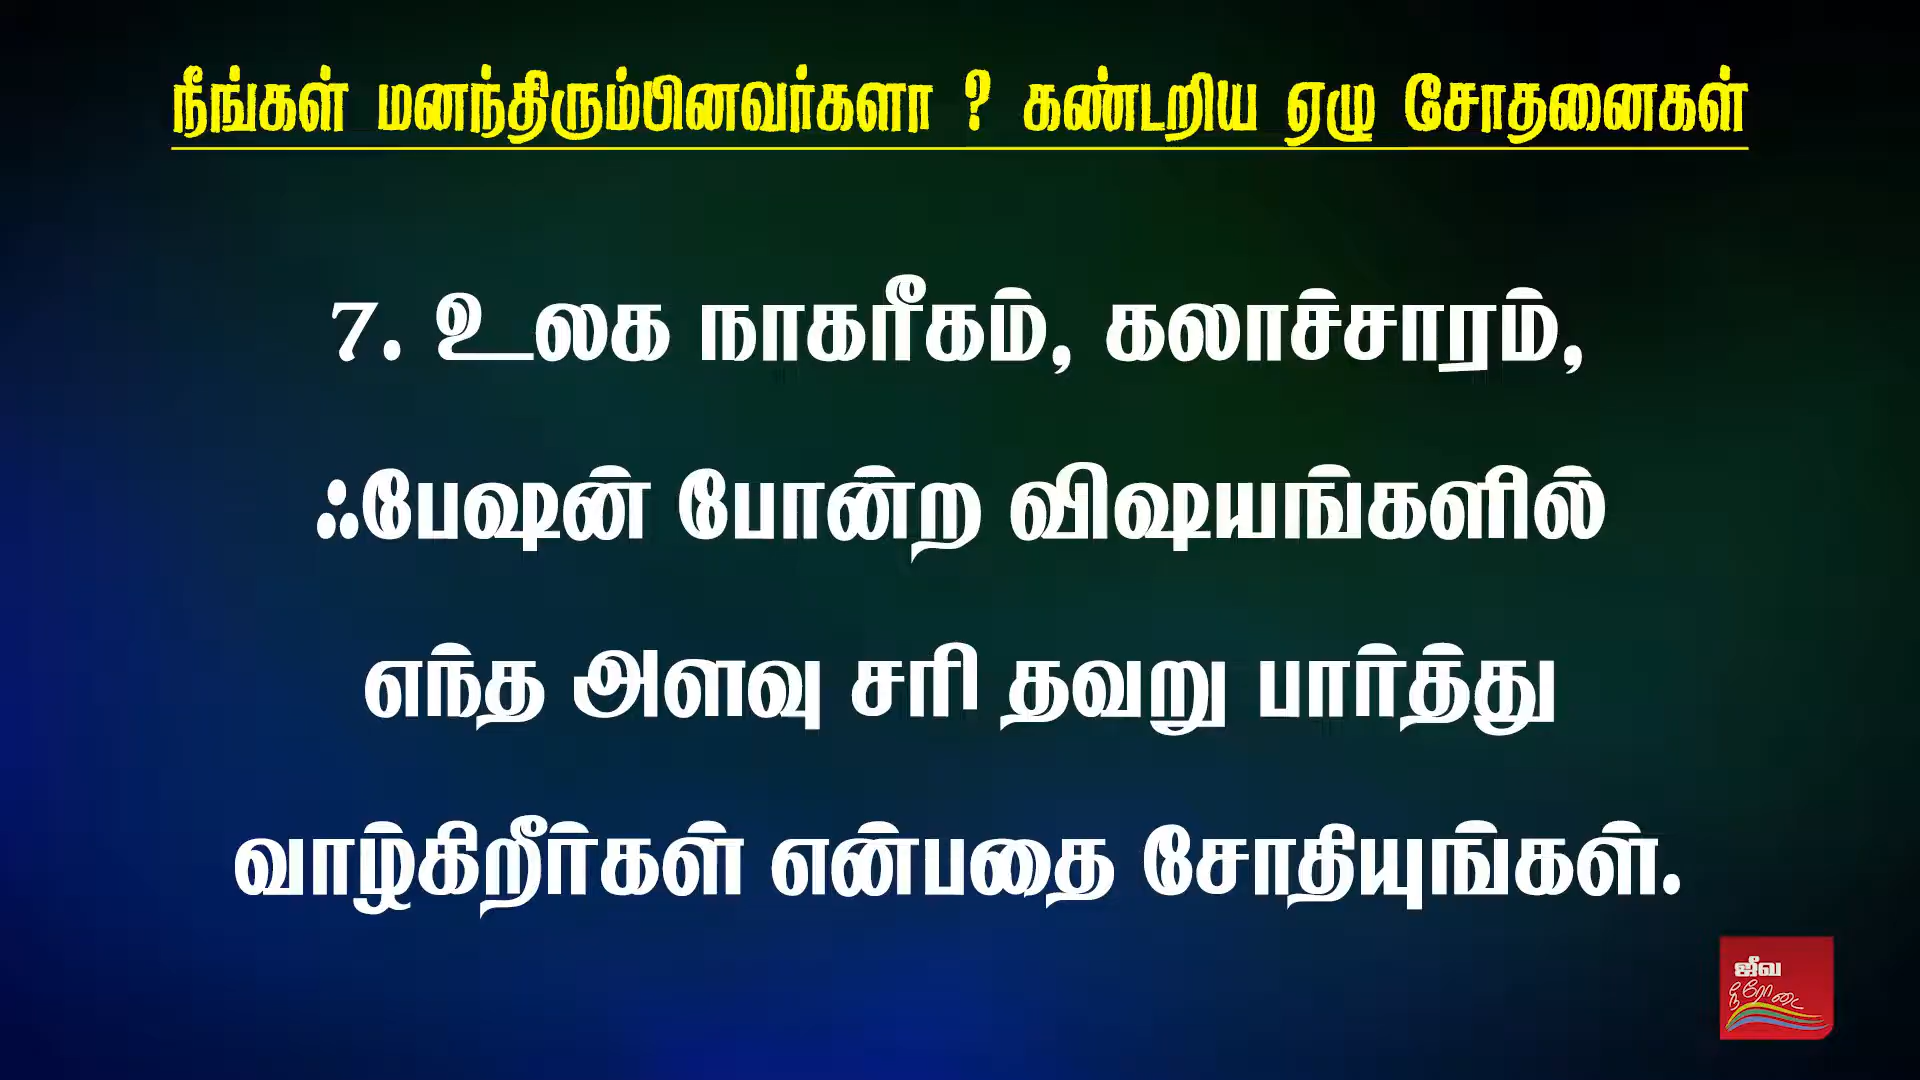 நீங்கள் மனந்திரும்பினவர்களா ? கண்டறிய ஏழு சோதனைகள்
7. உலக நாகரீகம், கலாச்சாரம்,
ஃபேஷன் போன்ற விஷயங்களில்
எந்த அளவு சரி தவறு பார்த்து
வாழ்கிறீர்கள் என்பதை சோதியுங்கள்.
ஜீவ
நீரோடை